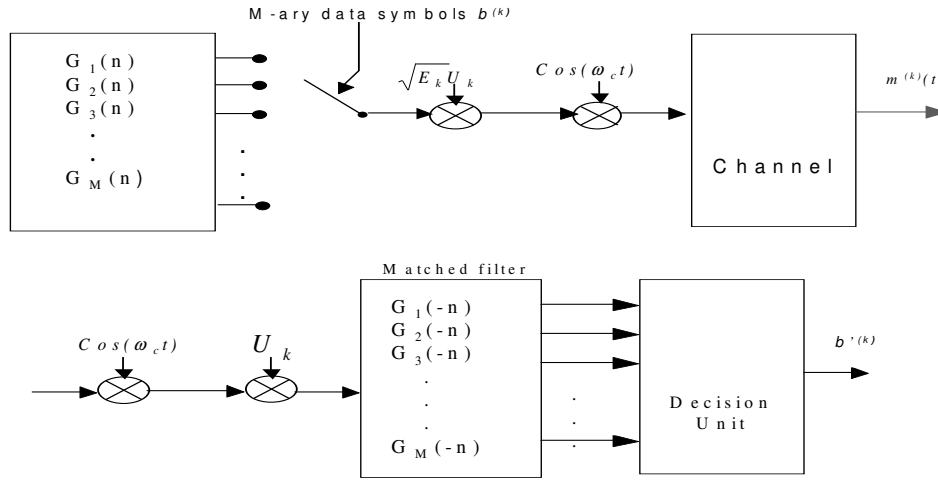 M-ary data symbols b^(k)
G_1(n)
G_2(n)
G_3(n)
.
.
G_M(n)
.
.
.
√E_k U_k
Cos(ω_c t)
Channel
m^(k)(t
Cos(ω_c t)
U_k
Matched filter
G_1(-n)
G_2(-n)
G_3(-n)
.
.
.
G_M(-n)
.
.
.
Decision
Unit
b'^(k)